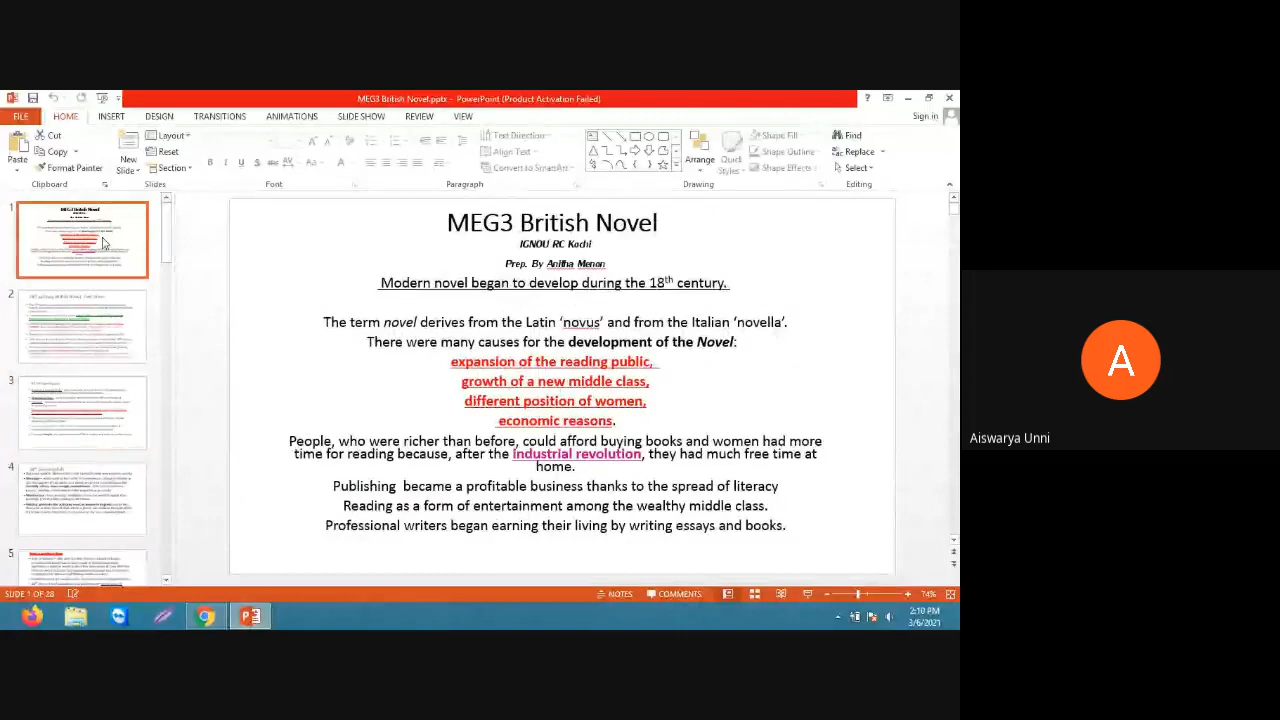 MEG3 British Novel.pptx - PowerPoint (Product Activation Failed)
Sign in
FILE HOME INSERT DESIGN TRANSITIONS ANIMATIONS SLIDE SHOW REVIEW VIEW
Paste
Cut
Copy
Format Painter
Clipboard
New Slide
Layout
Reset
Section
Slides
Font
Text Direction
Align Text
Convert to SmartArt
Paragraph
Arrange
Quick Styles
Shape Fill
Shape Outline
Shape Effects
Drawing
Find
Replace
Select
Editing
1
2
3
4
5
MEG3 British Novel
IGNOU RC Kochi
Prep. By Anitha Menon
Modern novel began to develop during the 18th century.
The term novel derives from the Latin ‘novus’ and from the Italian ‘novella’.
There were many causes for the development of the Novel:
expansion of the reading public,
growth of a new middle class,
different position of women,
economic reasons.
People, who were richer than before, could afford buying books and women had more
time for reading because, after the industrial revolution, they had much free time at
home.
Publishing became a profitable business thanks to the spread of literacy.
Reading as a form of entertainment among the wealthy middle class.
Professional writers began earning their living by writing essays and books.
SLIDE 1 OF 28
NOTES COMMENTS 74%
2:10 PM
3/6/2021
A
Aiswarya Unni